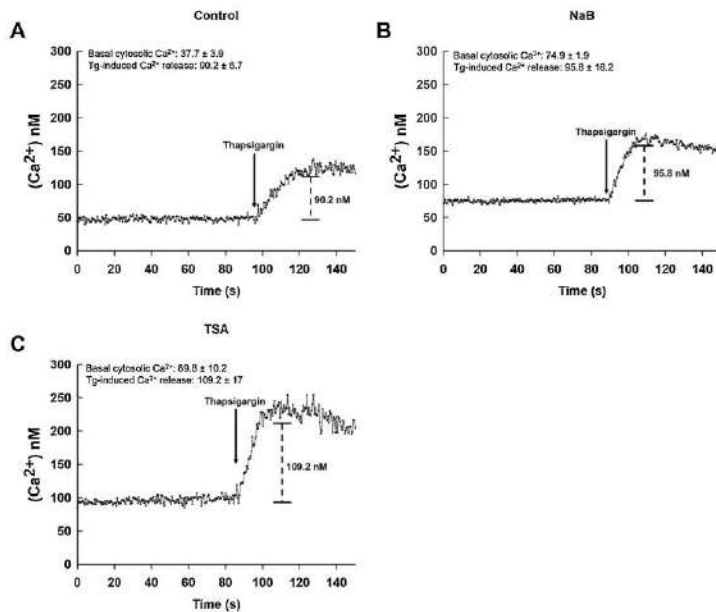 Control
A
Basal cytosolic Ca²⁺: 37.7 ± 3.9
Tg-induced Ca²⁺ release: 90.2 ± 6.7
300
250
200
150
100
50
0
(Ca²⁺) nM
Thapsigargin
90.2 nM
0 20 40 60 80 100 120 140
Time (s)
NaB
B
Basal cytosolic Ca²⁺: 74.9 ± 1.9
Tg-induced Ca²⁺ release: 95.8 ± 16.2
300
250
200
150
100
50
0
(Ca²⁺) nM
Thapsigargin
95.8 nM
0 20 40 60 80 100 120 140
Time (s)
TSA
C
Basal cytosolic Ca²⁺: 89.8 ± 10.2
Tg-induced Ca²⁺ release: 109.2 ± 17
300
250
200
150
100
50
0
(Ca²⁺) nM
Thapsigargin
109.2 nM
0 20 40 60 80 100 120 140
Time (s)